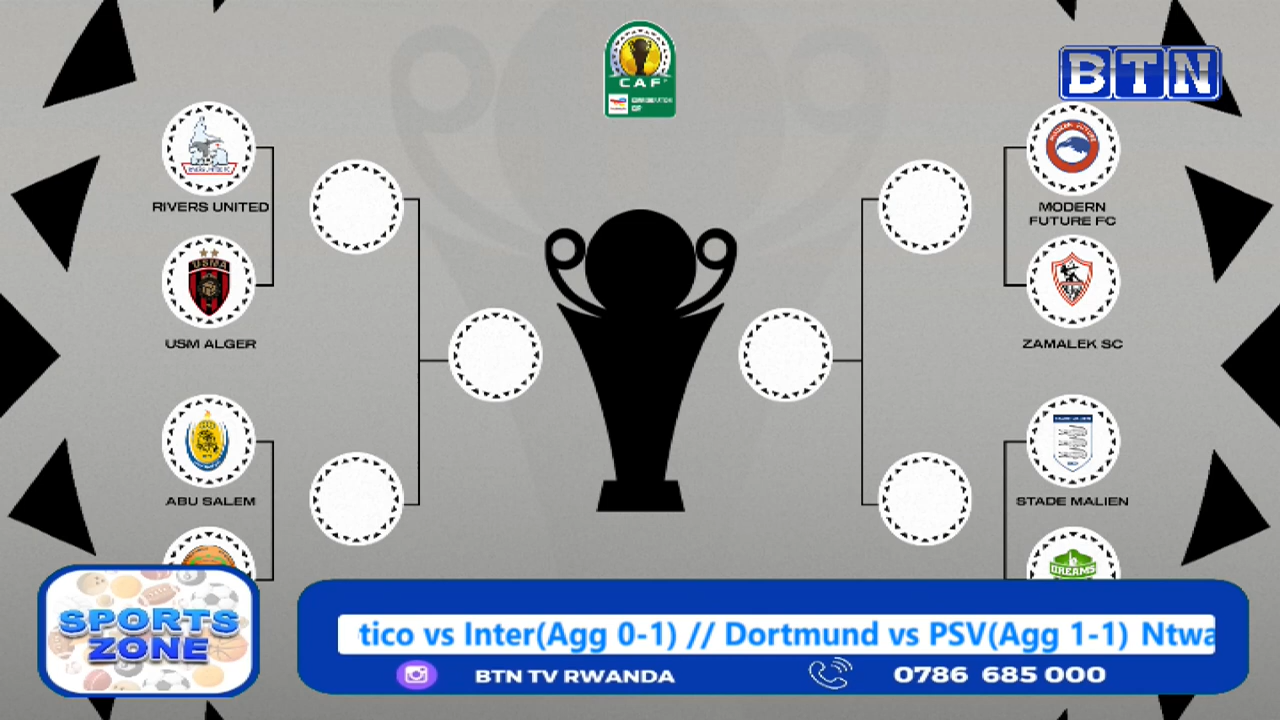 CAF
BTN
RIVERS UNITED
MODERN
FUTURE FC
USMA
USM ALGER
ZAMALEK SC
ABU SALEM
STADE MALIEN
DREAMS
SPORTS
ZONE
tico vs Inter(Agg 0-1) // Dortmund vs PSV(Agg 1-1) Ntwa
BTN TV RWANDA
0786 685 000